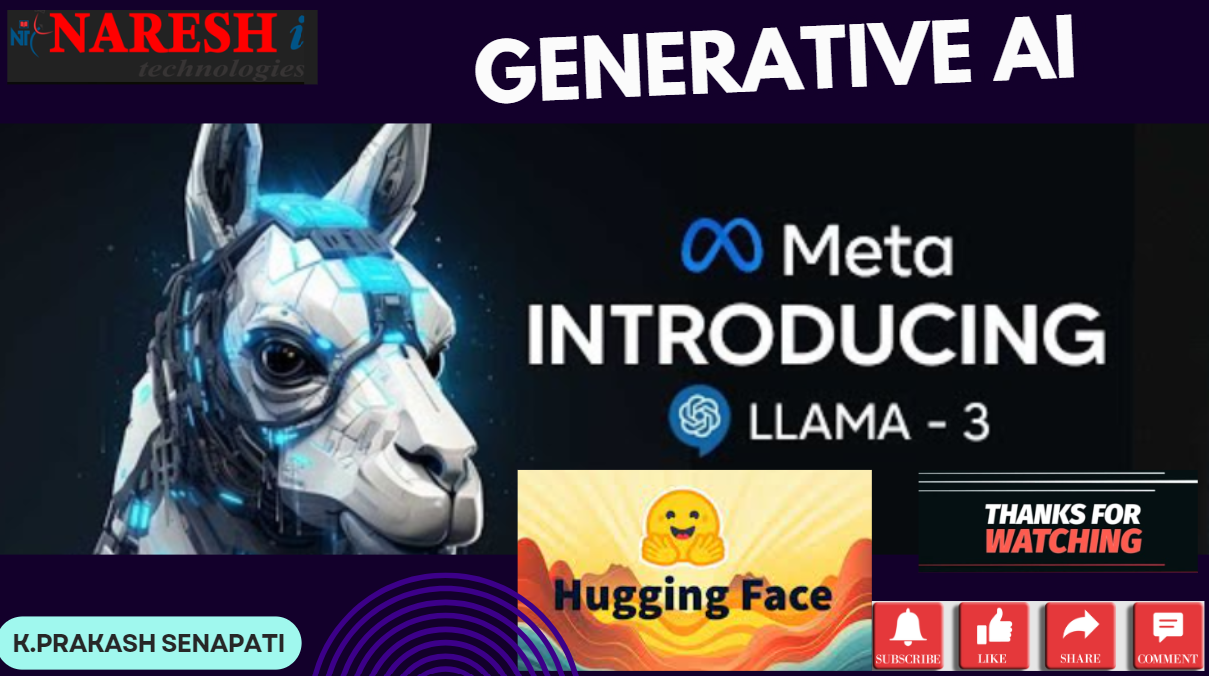 NARESH i
technologies
GENERATIVE AI
Meta
INTRODUCING
LLAMA - 3
Hugging Face
THANKS FOR
WATCHING
K.PRAKASH SENAPATI
SUBSCRIBE
LIKE
SHARE
COMMENT